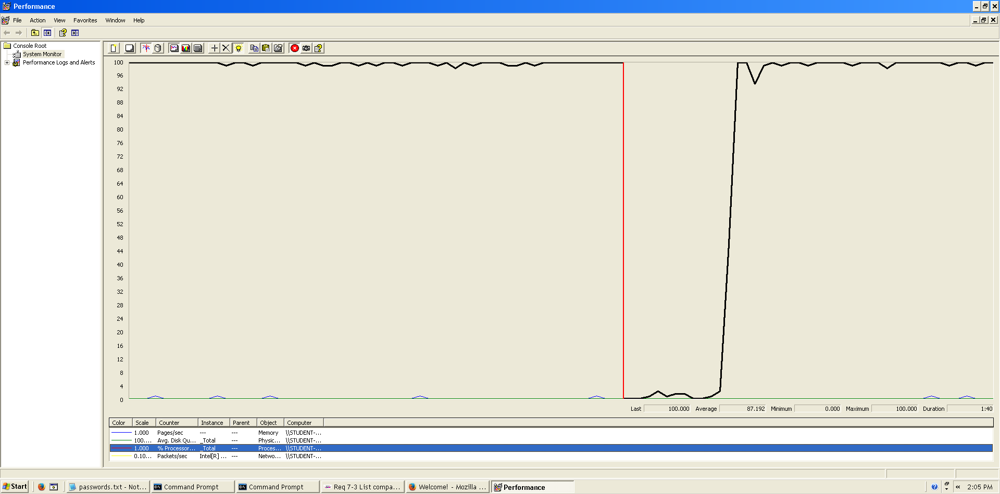 Performance
File Action View Favorites Window Help
Console Root
System Monitor
Performance Logs and Alerts
100
96
92
88
84
80
76
72
68
64
60
56
52
48
44
40
36
32
28
24
20
16
12
8
4
0
Last 100.000 Average 87.192 Minimum 0.000 Maximum 100.000 Duration 1:40
Color Scale Counter Instance Parent Object Computer
1.000 Pages/sec --- --- Memory \\STUDENT-...
100.... Avg. Disk Qu... _Total --- Physic... \\STUDENT-...
1.000 % Processor... _Total --- Proces... \\STUDENT-...
0.10... Packets/sec Intel[R] ... --- Netwo... \\STUDENT-...
Start passwords.txt - Not... Command Prompt Command Prompt Req 7-3 List compa... Welcome! - Mozilla ... Performance 2:05 PM